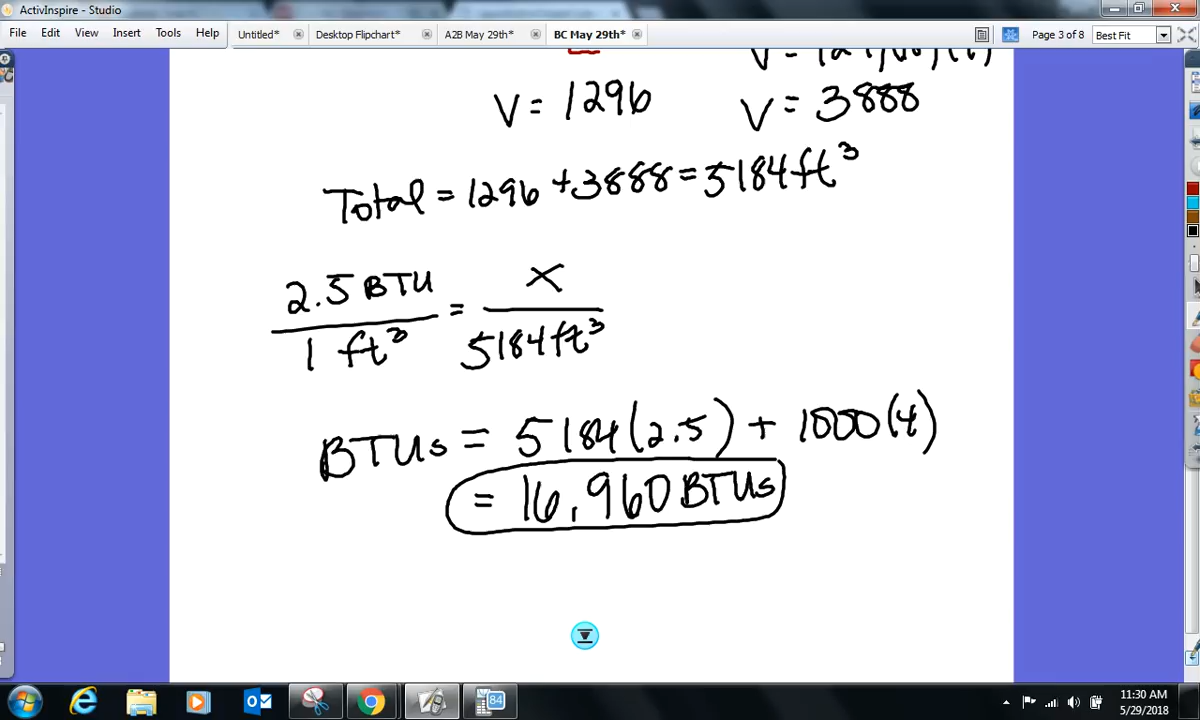 ActivInspire - Studio
File Edit View Insert Tools Help Untitled* Desktop Flipchart* A2B May 29th* BC May 29th* Page 3 of 8 Best Fit
V = 1296
V = 3888
Total = 1296 + 3888 = 5184 ft³
2.5 BTU / 1 ft³ = X / 5184 ft³
BTUs = 5184(2.5) + 1000(4)
= 16,960 BTUs
84
11:30 AM
5/29/2018